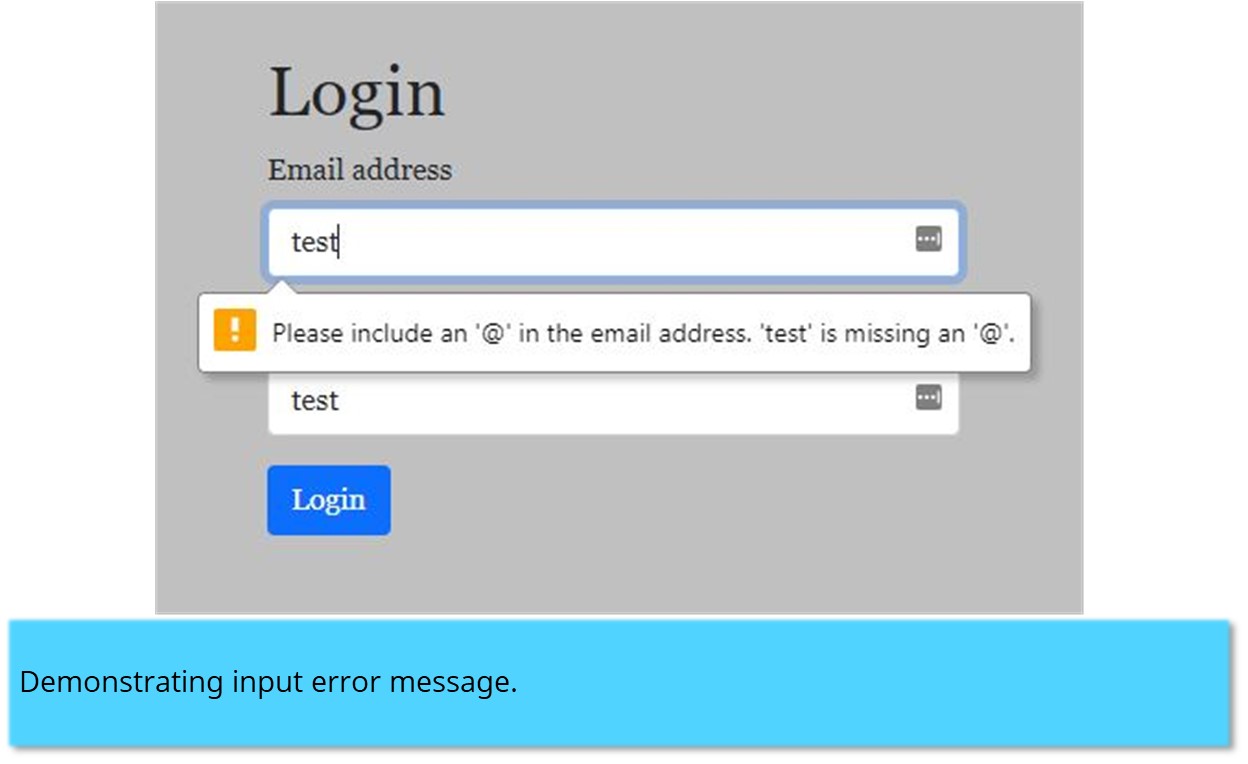 Login
Email address
test
Please include an '@' in the email address. 'test' is missing an '@'.
test
Login
Demonstrating input error message.